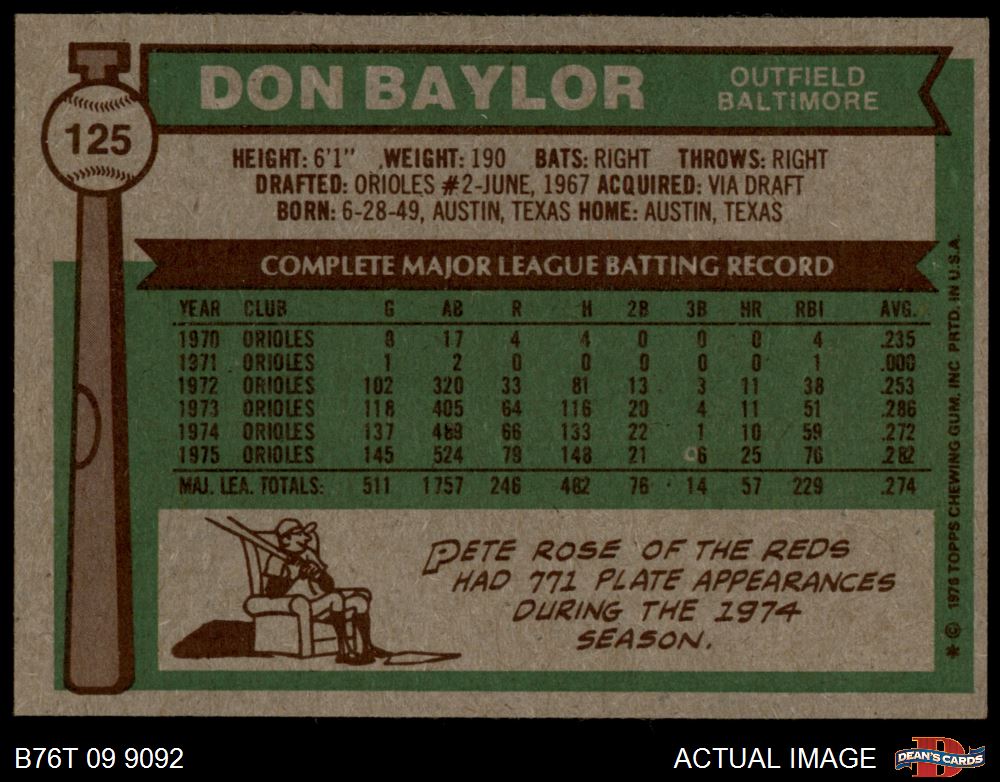 DON BAYLOR
OUTFIELD
BALTIMORE
125
HEIGHT: 6'1" WEIGHT: 190 BATS: RIGHT THROWS: RIGHT
DRAFTED: ORIOLES #2-JUNE, 1967 ACQUIRED: VIA DRAFT
BORN: 6-28-49, AUSTIN, TEXAS HOME: AUSTIN, TEXAS
COMPLETE MAJOR LEAGUE BATTING RECORD
YEAR CLUB G AB R H 2B 3B HR RBI AVG.
1970 ORIOLES 8 17 4 4 0 0 0 4 .235
1971 ORIOLES 1 2 0 0 0 0 0 1 .000
1972 ORIOLES 102 320 33 81 13 3 11 38 .253
1973 ORIOLES 118 405 64 116 20 4 11 51 .286
1974 ORIOLES 137 489 66 133 22 1 10 59 .272
1975 ORIOLES 145 524 79 148 21 6 25 76 .282
MAJ. LEA. TOTALS: 511 1757 246 482 76 14 57 229 .274
PETE ROSE OF THE REDS
HAD 771 PLATE APPEARANCES
DURING THE 1974
SEASON.
* © 1976 TOPPS CHEWING GUM, INC PRTD. IN U.S.A.
B76T 09 9092
ACTUAL IMAGE
D
DEAN'S CARDS